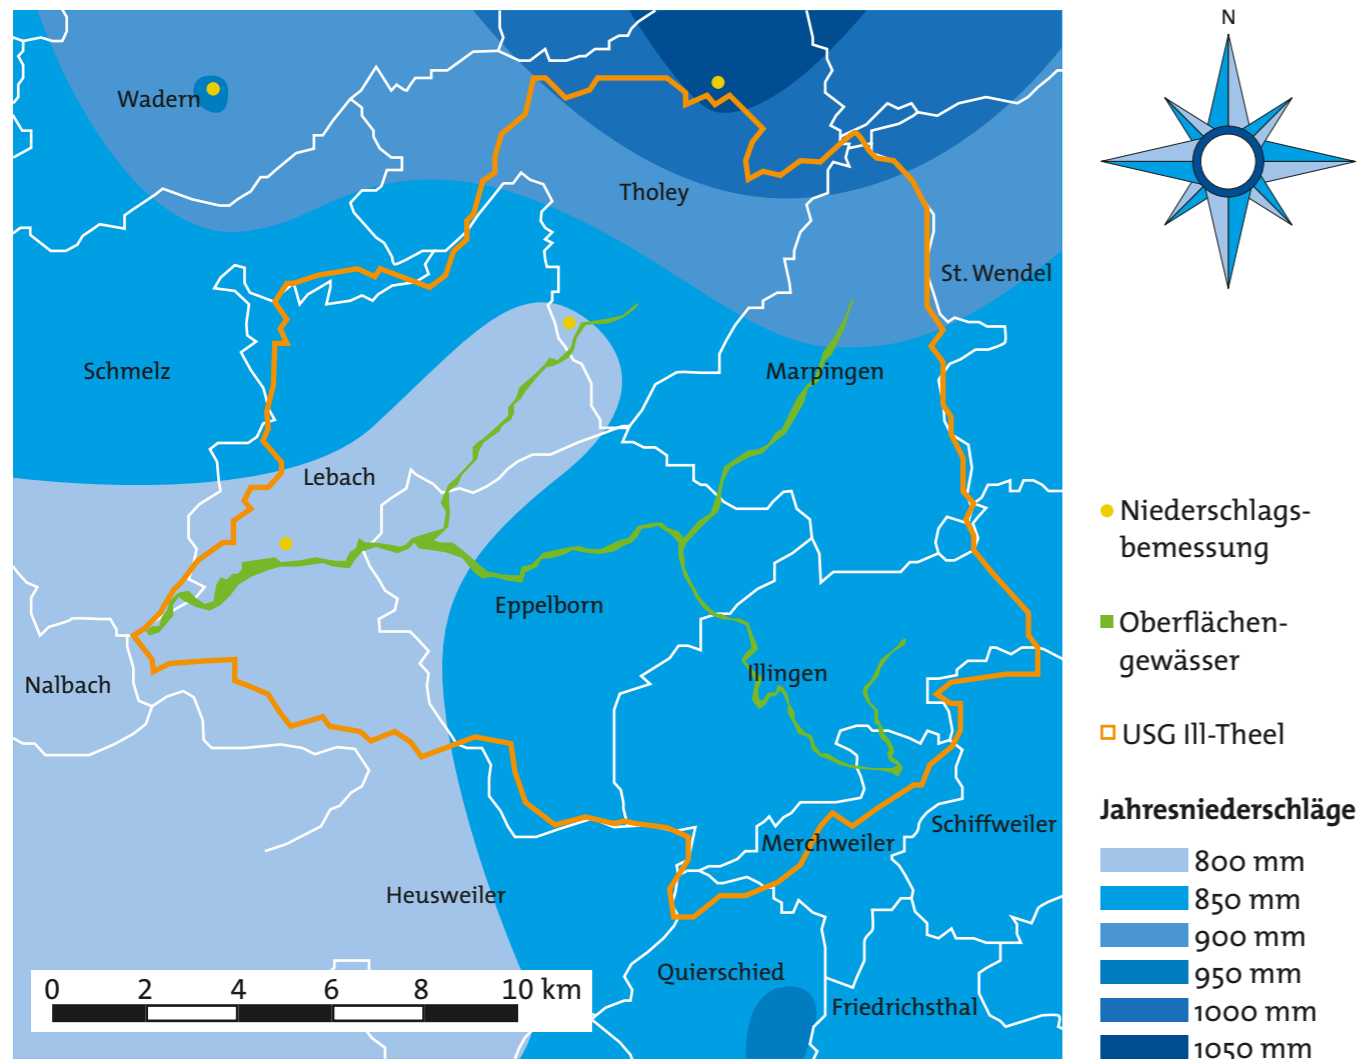 N
Wadern
Tholey
St. Wendel
Schmelz
Marpingen
Lebach
Eppelborn
Nalbach
Illingen
Merchweiler
Schiffweiler
Heusweiler
Quierschied
Friedrichsthal
0 2 4 6 8 10 km
Niederschlags-
bemessung
Oberflächen-
gewässer
USG Ill-Theel
Jahresniederschläge
800 mm
850 mm
900 mm
950 mm
1000 mm
1050 mm